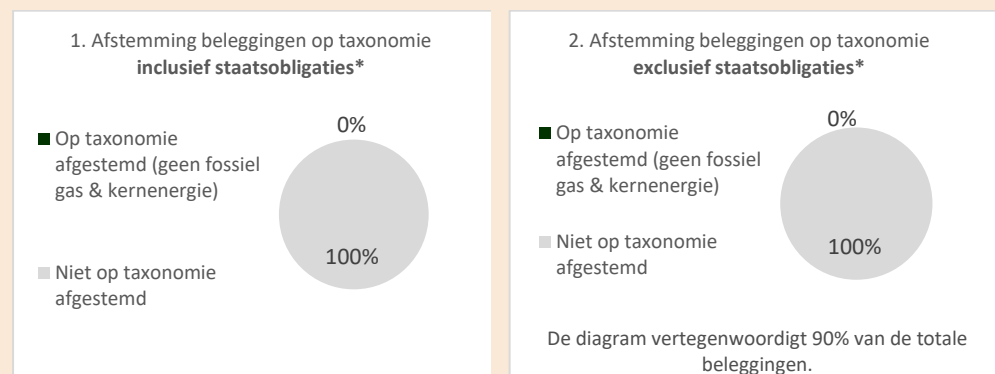 1. Afstemming beleggingen op taxonomie
inclusief staatsobligaties*
0%
Op taxonomie
afgestemd (geen fossiel
gas & kernenergie)
100%
Niet op taxonomie
afgestemd
2. Afstemming beleggingen op taxonomie
exclusief staatsobligaties*
0%
Op taxonomie
afgestemd (geen fossiel
gas & kernenergie)
100%
Niet op taxonomie
afgestemd
De diagram vertegenwoordigt 90% van de totale
beleggingen.